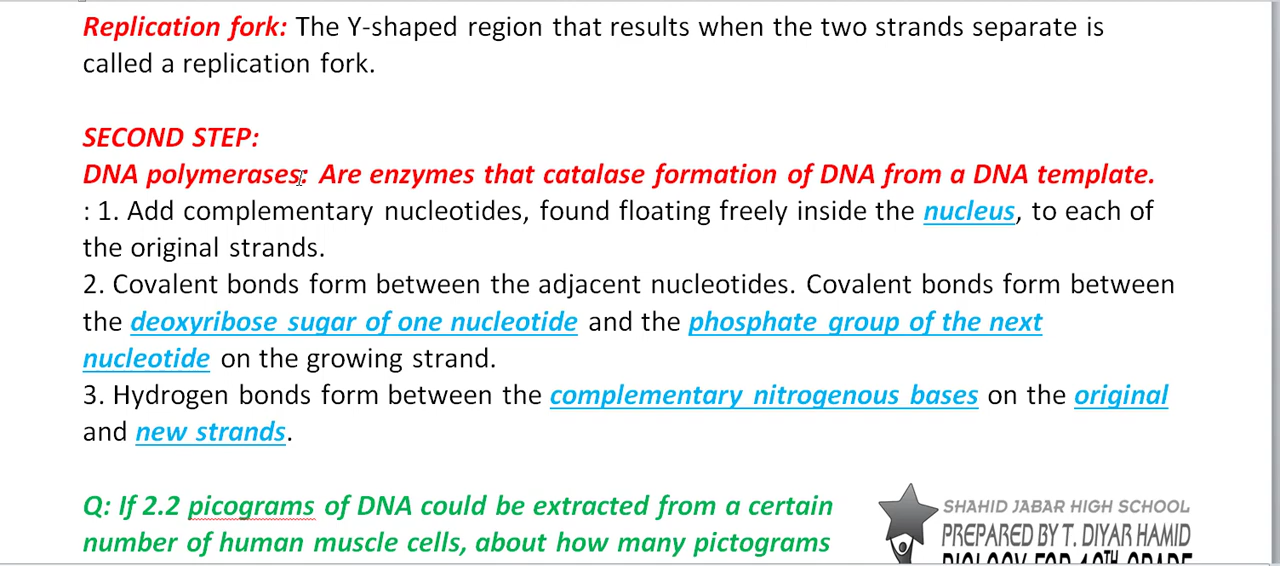 Replication fork: The Y-shaped region that results when the two strands separate is
called a replication fork.
SECOND STEP:
DNA polymerases: Are enzymes that catalase formation of DNA from a DNA template.
: 1. Add complementary nucleotides, found floating freely inside the nucleus, to each of
the original strands.
2. Covalent bonds form between the adjacent nucleotides. Covalent bonds form between
the deoxyribose sugar of one nucleotide and the phosphate group of the next
nucleotide on the growing strand.
3. Hydrogen bonds form between the complementary nitrogenous bases on the original
and new strands.
Q: If 2.2 picograms of DNA could be extracted from a certain
number of human muscle cells, about how many pictograms
SHAHID JABAR HIGH SCHOOL
PREPARED BY T. DIYAR HAMID
BIOLOGY FOR 10TH GRADE